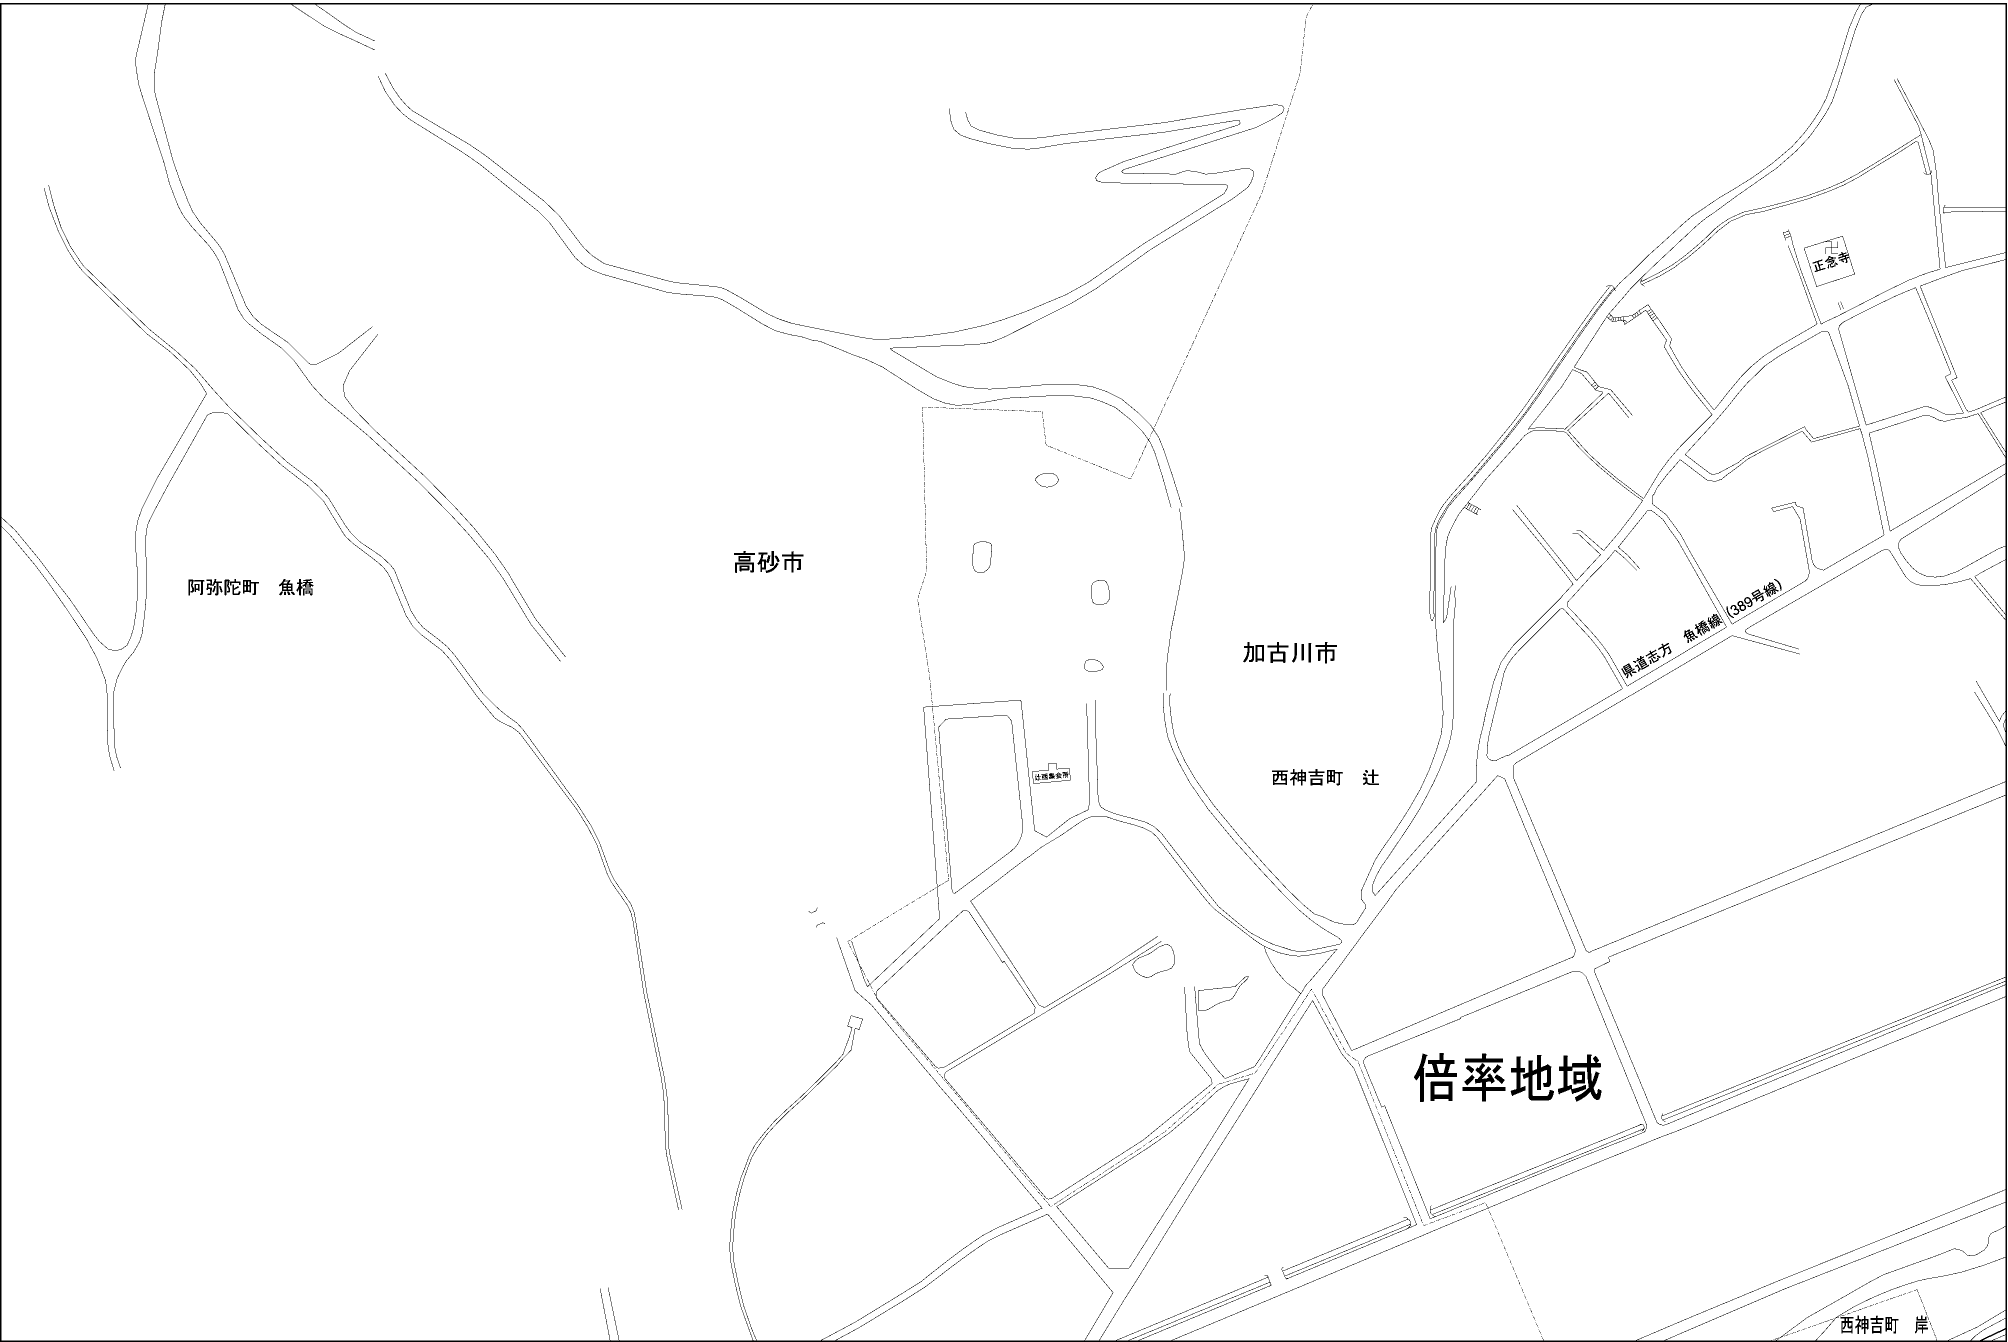 正念寺
高砂市
阿弥陀町　魚橋
県道志方　魚橋線（389号線）
加古川市
西神吉町　辻
辻西集会所
倍率地域
西神吉町　岸